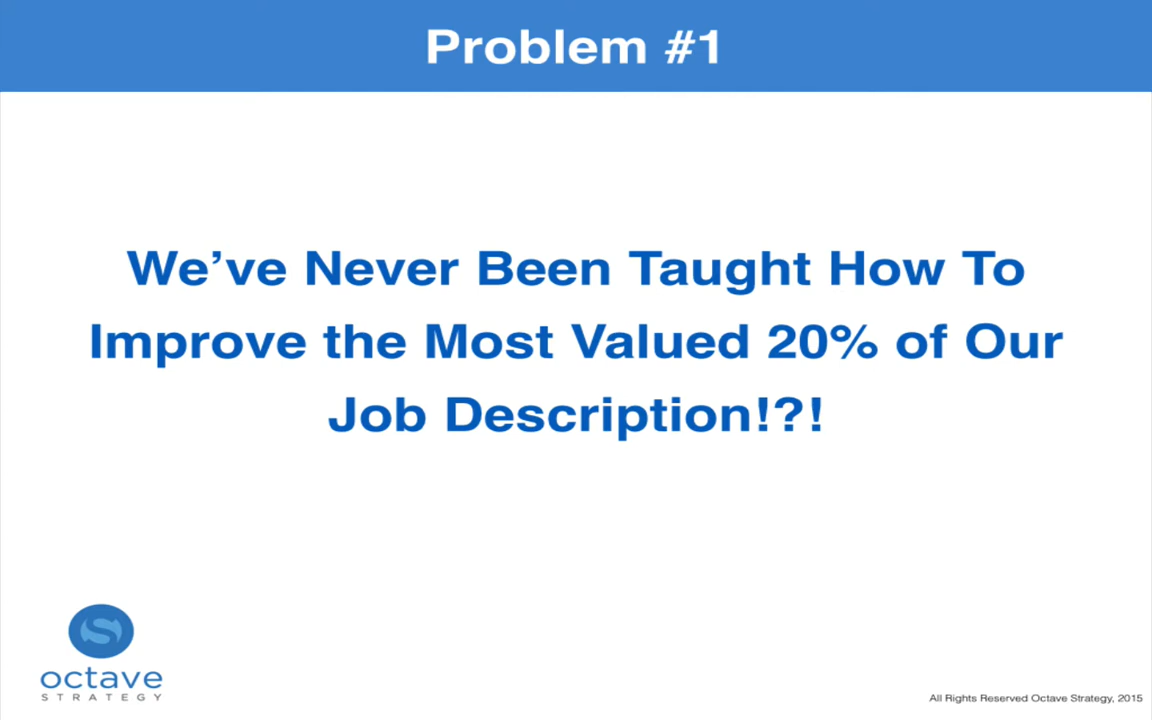 Problem #1
We’ve Never Been Taught How To
Improve the Most Valued 20% of Our
Job Description!?!
octave
STRATEGY
All Rights Reserved Octave Strategy, 2015